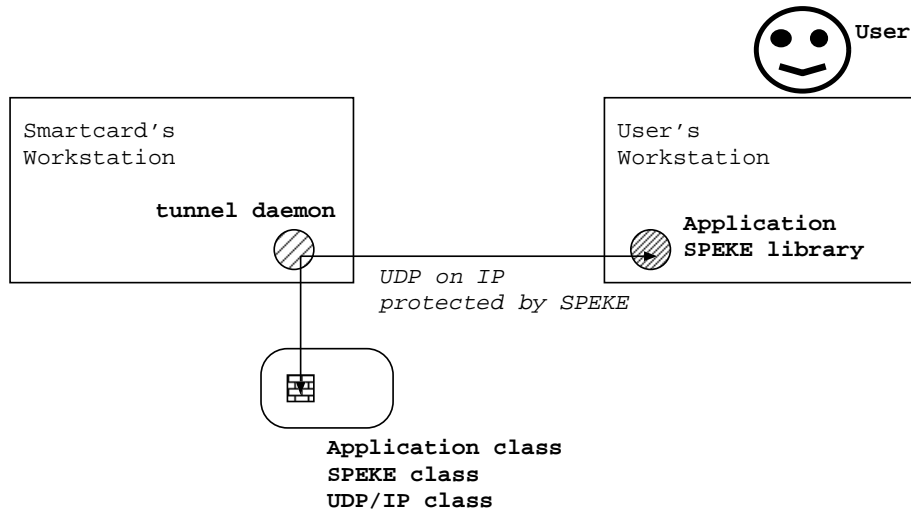 User
Smartcard's
Workstation
User's
Workstation
tunnel daemon
Application
SPEKE library
UDP on IP
protected by SPEKE
Application class
SPEKE class
UDP/IP class